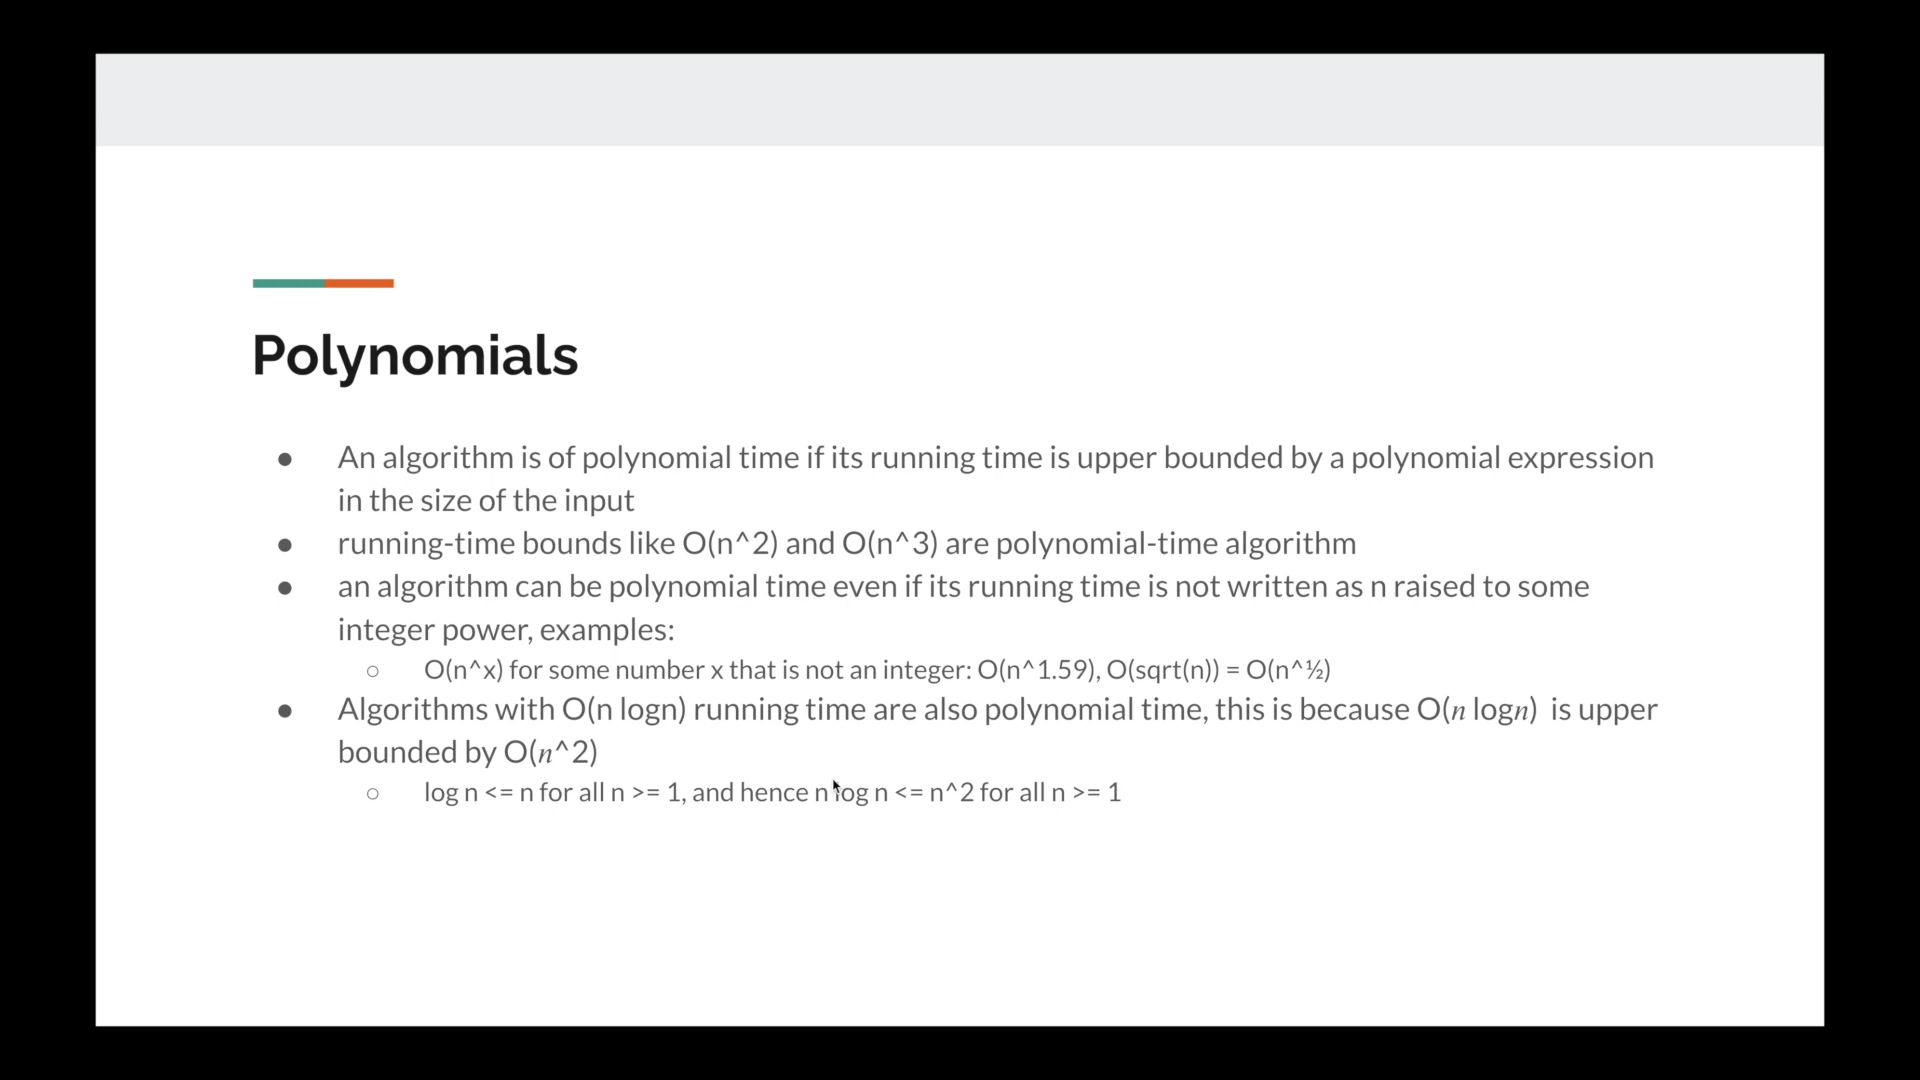 Polynomials
● An algorithm is of polynomial time if its running time is upper bounded by a polynomial expression
in the size of the input
● running-time bounds like O(n^2) and O(n^3) are polynomial-time algorithm
● an algorithm can be polynomial time even if its running time is not written as n raised to some
integer power, examples:
○ O(n^x) for some number x that is not an integer: O(n^1.59), O(sqrt(n)) = O(n^½)
● Algorithms with O(n logn) running time are also polynomial time, this is because O(𝑛 log𝑛) is upper
bounded by O(𝑛^2)
○ log n <= n for all n >= 1, and hence n log n <= n^2 for all n >= 1